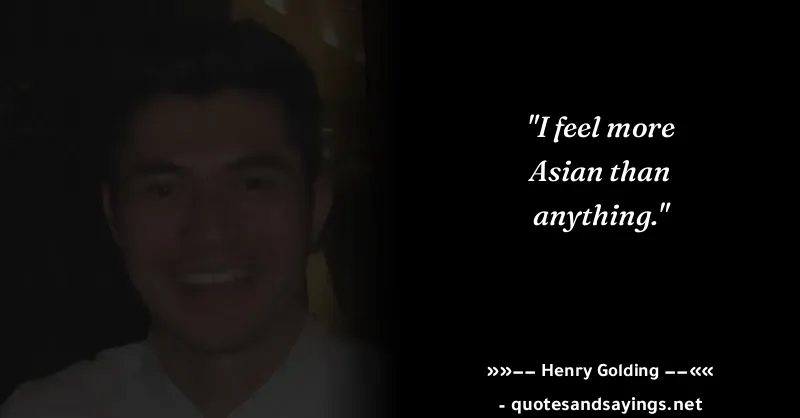 "I feel more
Asian than
anything."
»»−− Henry Golding −−««
- quotesandsayings.net